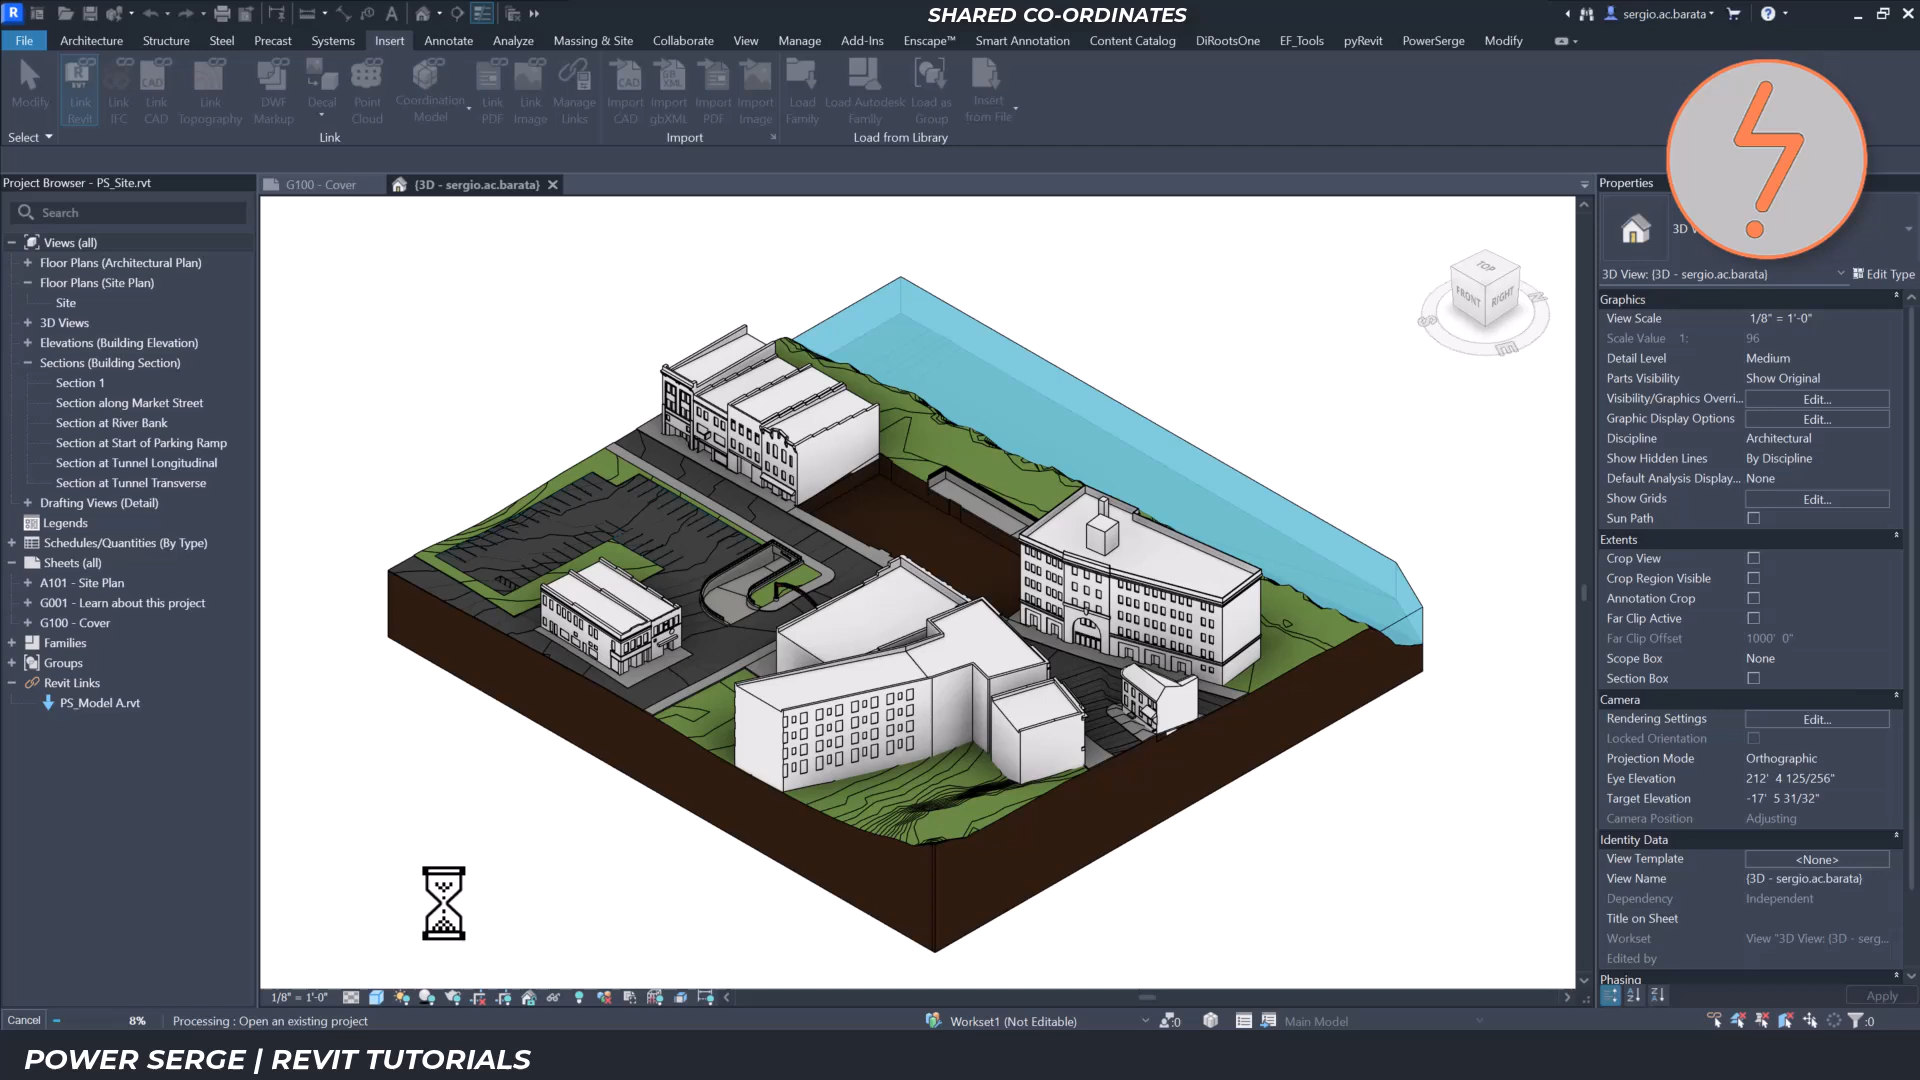 SHARED CO-ORDINATES
sergio.ac.barata
File Architecture Structure Steel Precast Systems Insert Annotate Analyze Massing & Site Collaborate View Manage Add-Ins Enscape™ Smart Annotation Content Catalog DiRootsOne EF_Tools pyRevit PowerSerge Modify
Modify
Link Revit
Link IFC
Link CAD
Link Topography
DWF Markup
Decal
Point Cloud
Coordination Model
Link PDF
Link Image
Manage Links
Import CAD
Import gbXML
Import PDF
Import Image
Load Family
Load Autodesk Family
Load as Group
Insert from File
Select
Link
Import
Load from Library
Project Browser - PS_Site.rvt
Search
Views (all)
Floor Plans (Architectural Plan)
Floor Plans (Site Plan)
Site
3D Views
Elevations (Building Elevation)
Sections (Building Section)
Section 1
Section along Market Street
Section at River Bank
Section at Start of Parking Ramp
Section at Tunnel Longitudinal
Section at Tunnel Transverse
Drafting Views (Detail)
Legends
Schedules/Quantities (By Type)
Sheets (all)
A101 - Site Plan
G001 - Learn about this project
G100 - Cover
Families
Groups
Revit Links
PS_Model A.rvt
G100 - Cover
{3D - sergio.ac.barata}
TOP
FRONT
RIGHT
Properties
3D V
3D View: {3D - sergio.ac.barata}
Edit Type
Graphics
View Scale 1/8" = 1'-0"
Scale Value 1: 96
Detail Level Medium
Parts Visibility Show Original
Visibility/Graphics Overri... Edit...
Graphic Display Options Edit...
Discipline Architectural
Show Hidden Lines By Discipline
Default Analysis Display... None
Show Grids Edit...
Sun Path
Extents
Crop View
Crop Region Visible
Annotation Crop
Far Clip Active
Far Clip Offset 1000' 0"
Scope Box None
Section Box
Camera
Rendering Settings Edit...
Locked Orientation
Projection Mode Orthographic
Eye Elevation 212' 4 125/256"
Target Elevation -17' 5 31/32"
Camera Position Adjusting
Identity Data
View Template <None>
View Name {3D - sergio.ac.barata}
Dependency Independent
Title on Sheet
Workset View "3D View: {3D - serg...
Edited by
Phasing
Apply
1/8" = 1'-0"
Cancel 8% Processing : Open an existing project
Workset1 (Not Editable)
:0
Main Model
:0
POWER SERGE | REVIT TUTORIALS